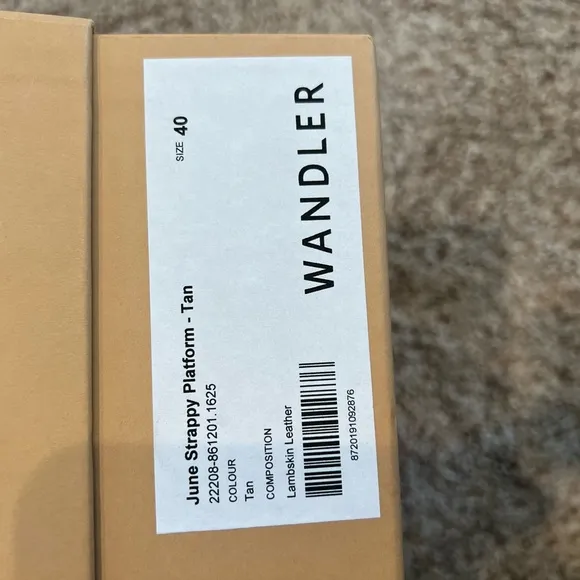 June Strappy Platform - Tan
SIZE 40
22208-861201.1625
COLOUR
Tan
COMPOSITION
Lambskin Leather
8720191092876
WANDLER